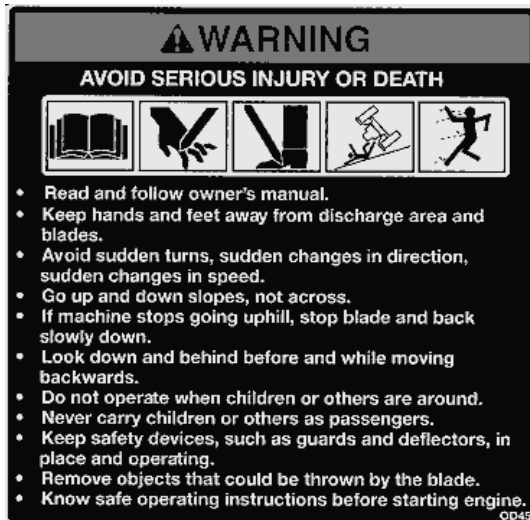 WARNING
AVOID SERIOUS INJURY OR DEATH
• Read and follow owner's manual.
• Keep hands and feet away from discharge area and
blades.
• Avoid sudden turns, sudden changes in direction,
sudden changes in speed.
• Go up and down slopes, not across.
• If machine stops going uphill, stop blade and back
slowly down.
• Look down and behind before and while moving
backwards.
• Do not operate when children or others are around.
• Never carry children or others as passengers.
• Keep safety devices, such as guards and deflectors, in
place and operating.
• Remove objects that could be thrown by the blade.
• Know safe operating instructions before starting engine.